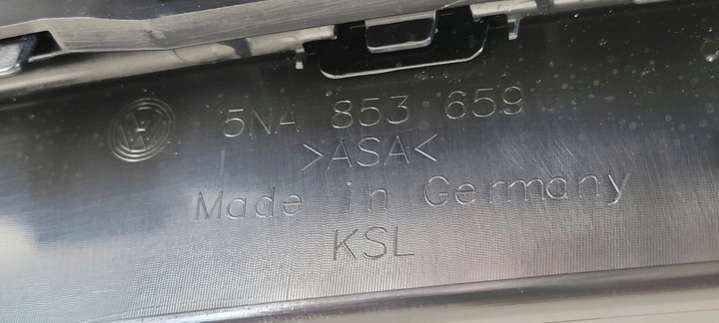 5NA 853 659
>ASA<
Made in Germany
KSL